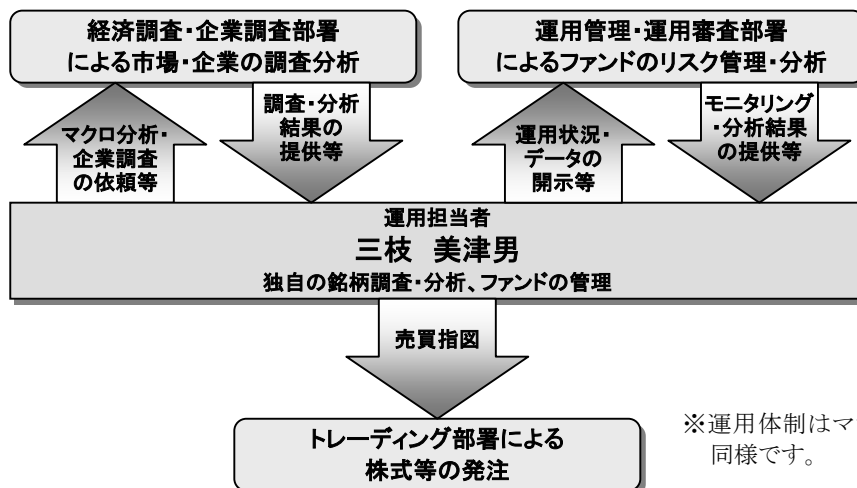 経済調査・企業調査部署
による市場・企業の調査分析
運用管理・運用審査部署
によるファンドのリスク管理・分析
マクロ分析・
企業調査
の依頼等
調査・分析
結果の
提供等
運用状況・
データの
開示等
モニタリング
・分析結果
の提供等
運用担当者
三枝 美津男
独自の銘柄調査・分析、ファンドの管理
売買指図
トレーディング部署による
株式等の発注
※運用体制はマ
同様です。